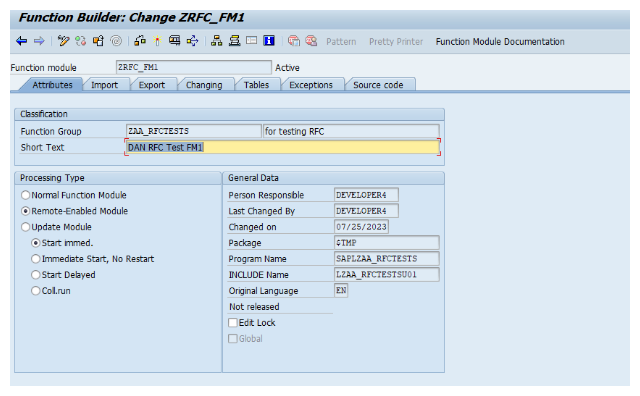 Function Builder: Change ZRFC_FM1
Pattern Pretty Printer Function Module Documentation
Function module ZRFC_FM1 Active
Attributes Import Export Changing Tables Exceptions Source code
Classification
Function Group ZAA_RFCTESTS for testing RFC
Short Text DAN RFC Test FM1
Processing Type
Normal Function Module
Remote-Enabled Module
Update Module
Start immed.
Immediate Start, No Restart
Start Delayed
Coll.run
General Data
Person Responsible DEVELOPER4
Last Changed By DEVELOPER4
Changed on 07/25/2023
Package $TMP
Program Name SAPLZAA_RFCTESTS
INCLUDE Name LZAA_RFCTESTSU01
Original Language EN
Not released
Edit Lock
Global